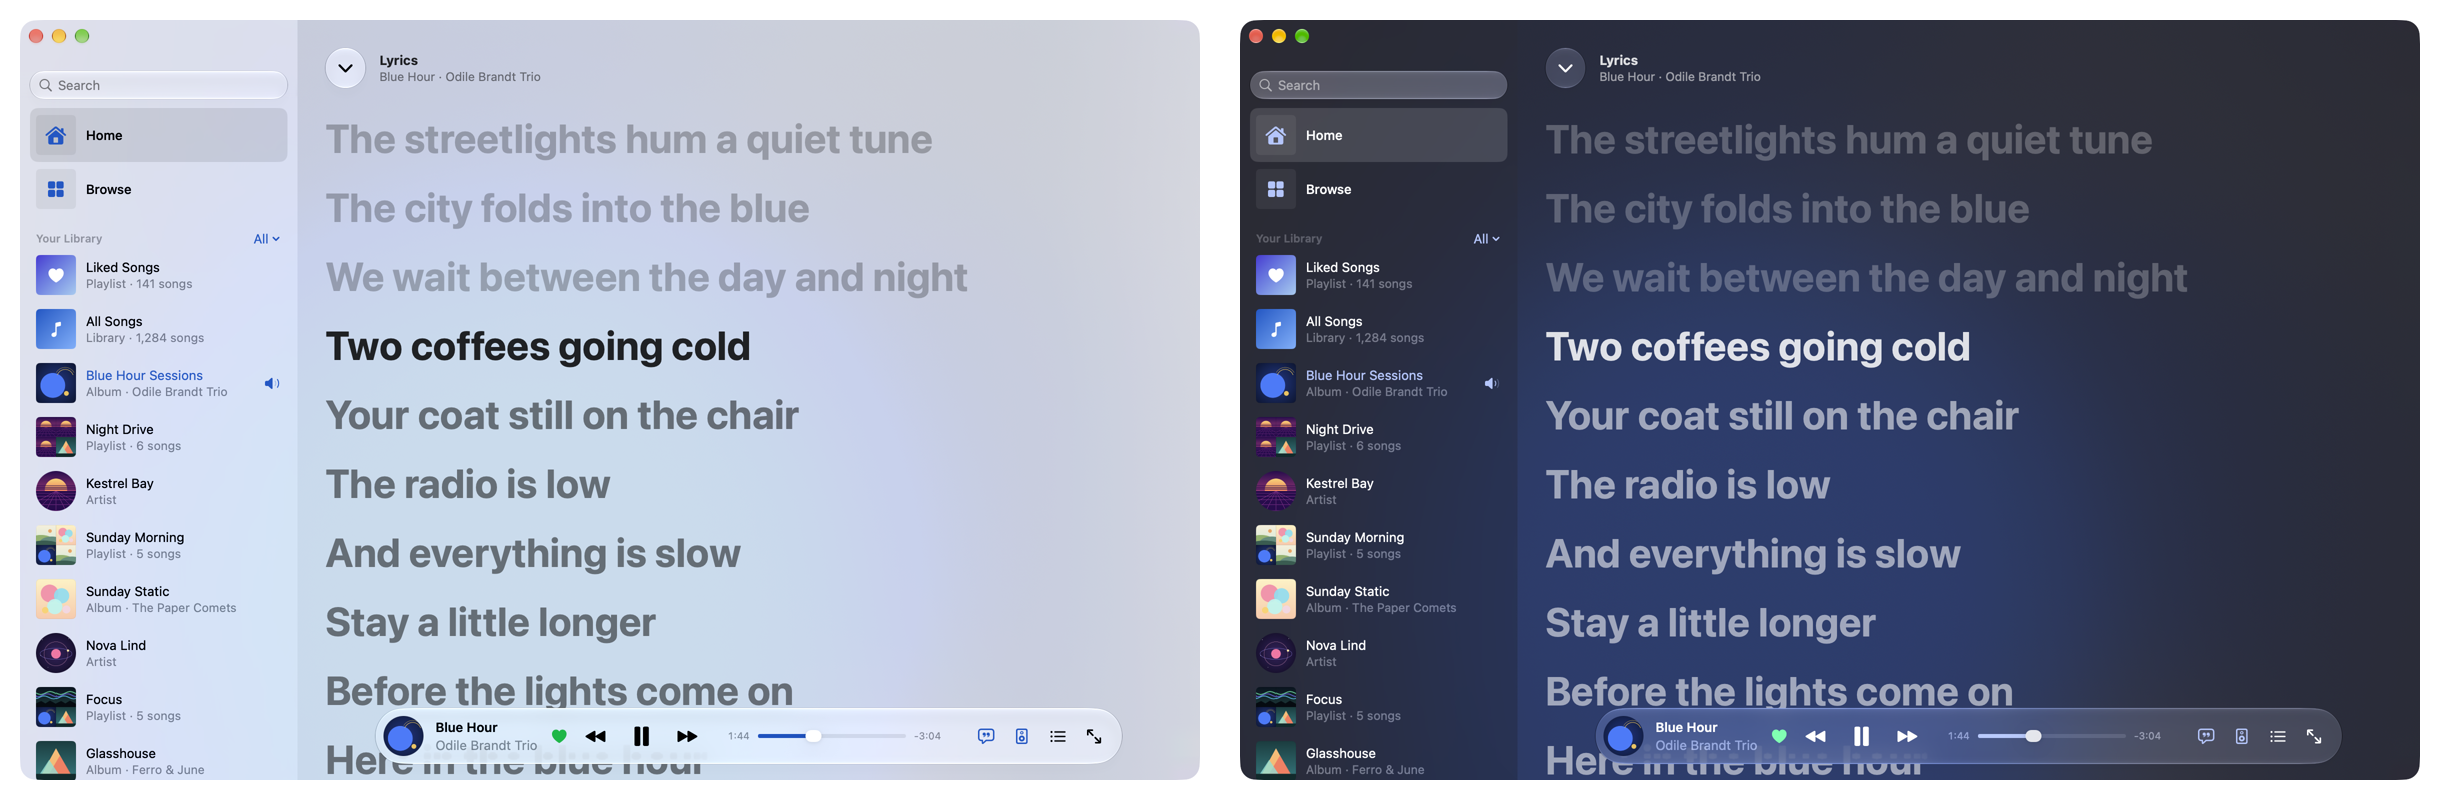 Search
Home
Browse
Your Library
All
Liked Songs
Playlist · 141 songs
All Songs
Library · 1,284 songs
Blue Hour Sessions
Album · Odile Brandt Trio
Night Drive
Playlist · 6 songs
Kestrel Bay
Artist
Sunday Morning
Playlist · 5 songs
Sunday Static
Album · The Paper Comets
Nova Lind
Artist
Focus
Playlist · 5 songs
Glasshouse
Album · Ferro & June
Lyrics
Blue Hour · Odile Brandt Trio
The streetlights hum a quiet tune
The city folds into the blue
We wait between the day and night
Two coffees going cold
Your coat still on the chair
The radio is low
And everything is slow
Stay a little longer
Before the lights come on
Here in the blue hour
Blue Hour
Odile Brandt Trio
1:44
-3:04
Search
Home
Browse
Your Library
All
Liked Songs
Playlist · 141 songs
All Songs
Library · 1,284 songs
Blue Hour Sessions
Album · Odile Brandt Trio
Night Drive
Playlist · 6 songs
Kestrel Bay
Artist
Sunday Morning
Playlist · 5 songs
Sunday Static
Album · The Paper Comets
Nova Lind
Artist
Focus
Playlist · 5 songs
Glasshouse
Album · Ferro & June
Lyrics
Blue Hour · Odile Brandt Trio
The streetlights hum a quiet tune
The city folds into the blue
We wait between the day and night
Two coffees going cold
Your coat still on the chair
The radio is low
And everything is slow
Stay a little longer
Before the lights come on
Here in the blue hour
Blue Hour
Odile Brandt Trio
1:44
-3:04